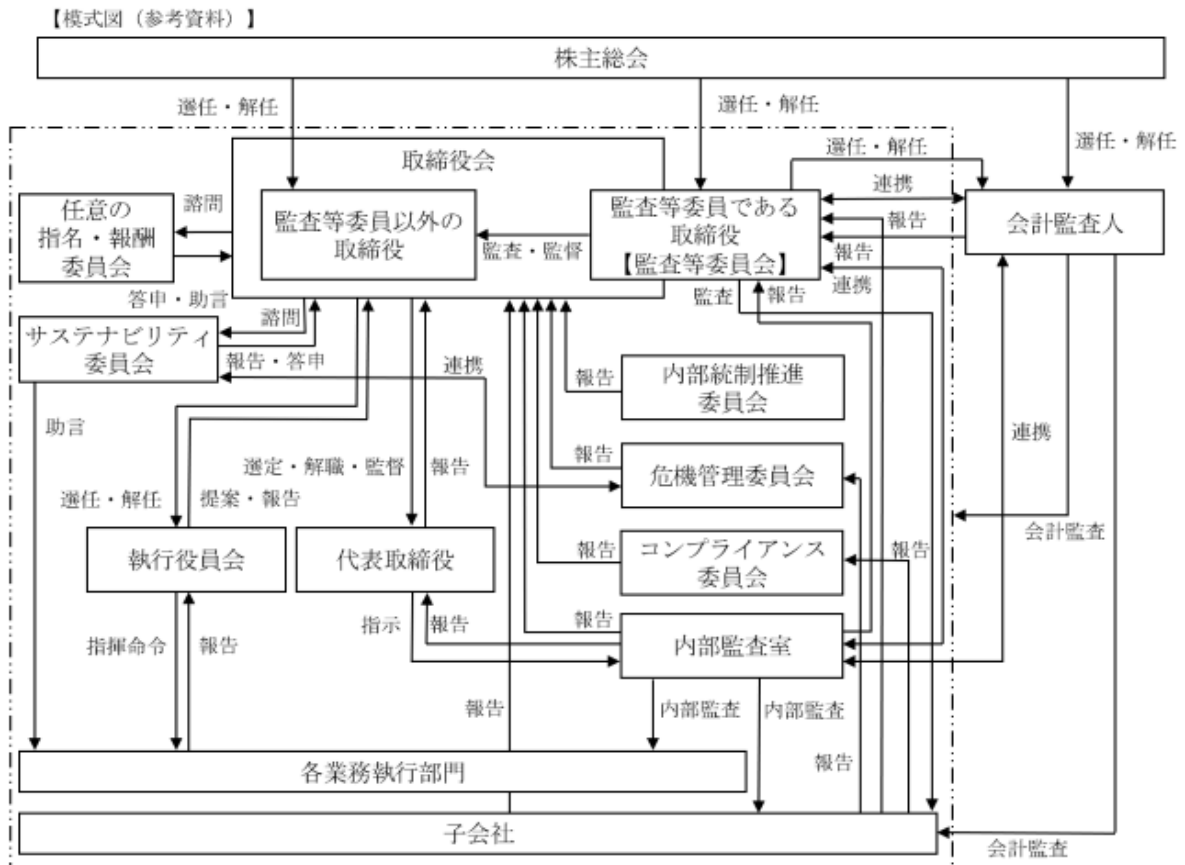 【模式図（参考資料）】
株主総会
選任・解任
選任・解任
選任・解任
選任・解任
取締役会
任意の
指名・報酬
委員会
諮問
監査等委員以外の
取締役
監査・監督
監査等委員である
取締役
【監査等委員会】
連携
報告
会計監査人
報告
連携
答申・助言
諮問
監査
報告
サステナビリティ
委員会
報告・答申
連携
報告
内部統制推進
委員会
助言
連携
選定・解職・監督
報告
報告
危機管理委員会
選任・解任
提案・報告
会計監査
執行役員会
代表取締役
報告
コンプライアンス
委員会
報告
指揮命令
報告
指示
報告
報告
内部監査室
報告
内部監査
内部監査
報告
各業務執行部門
子会社
会計監査